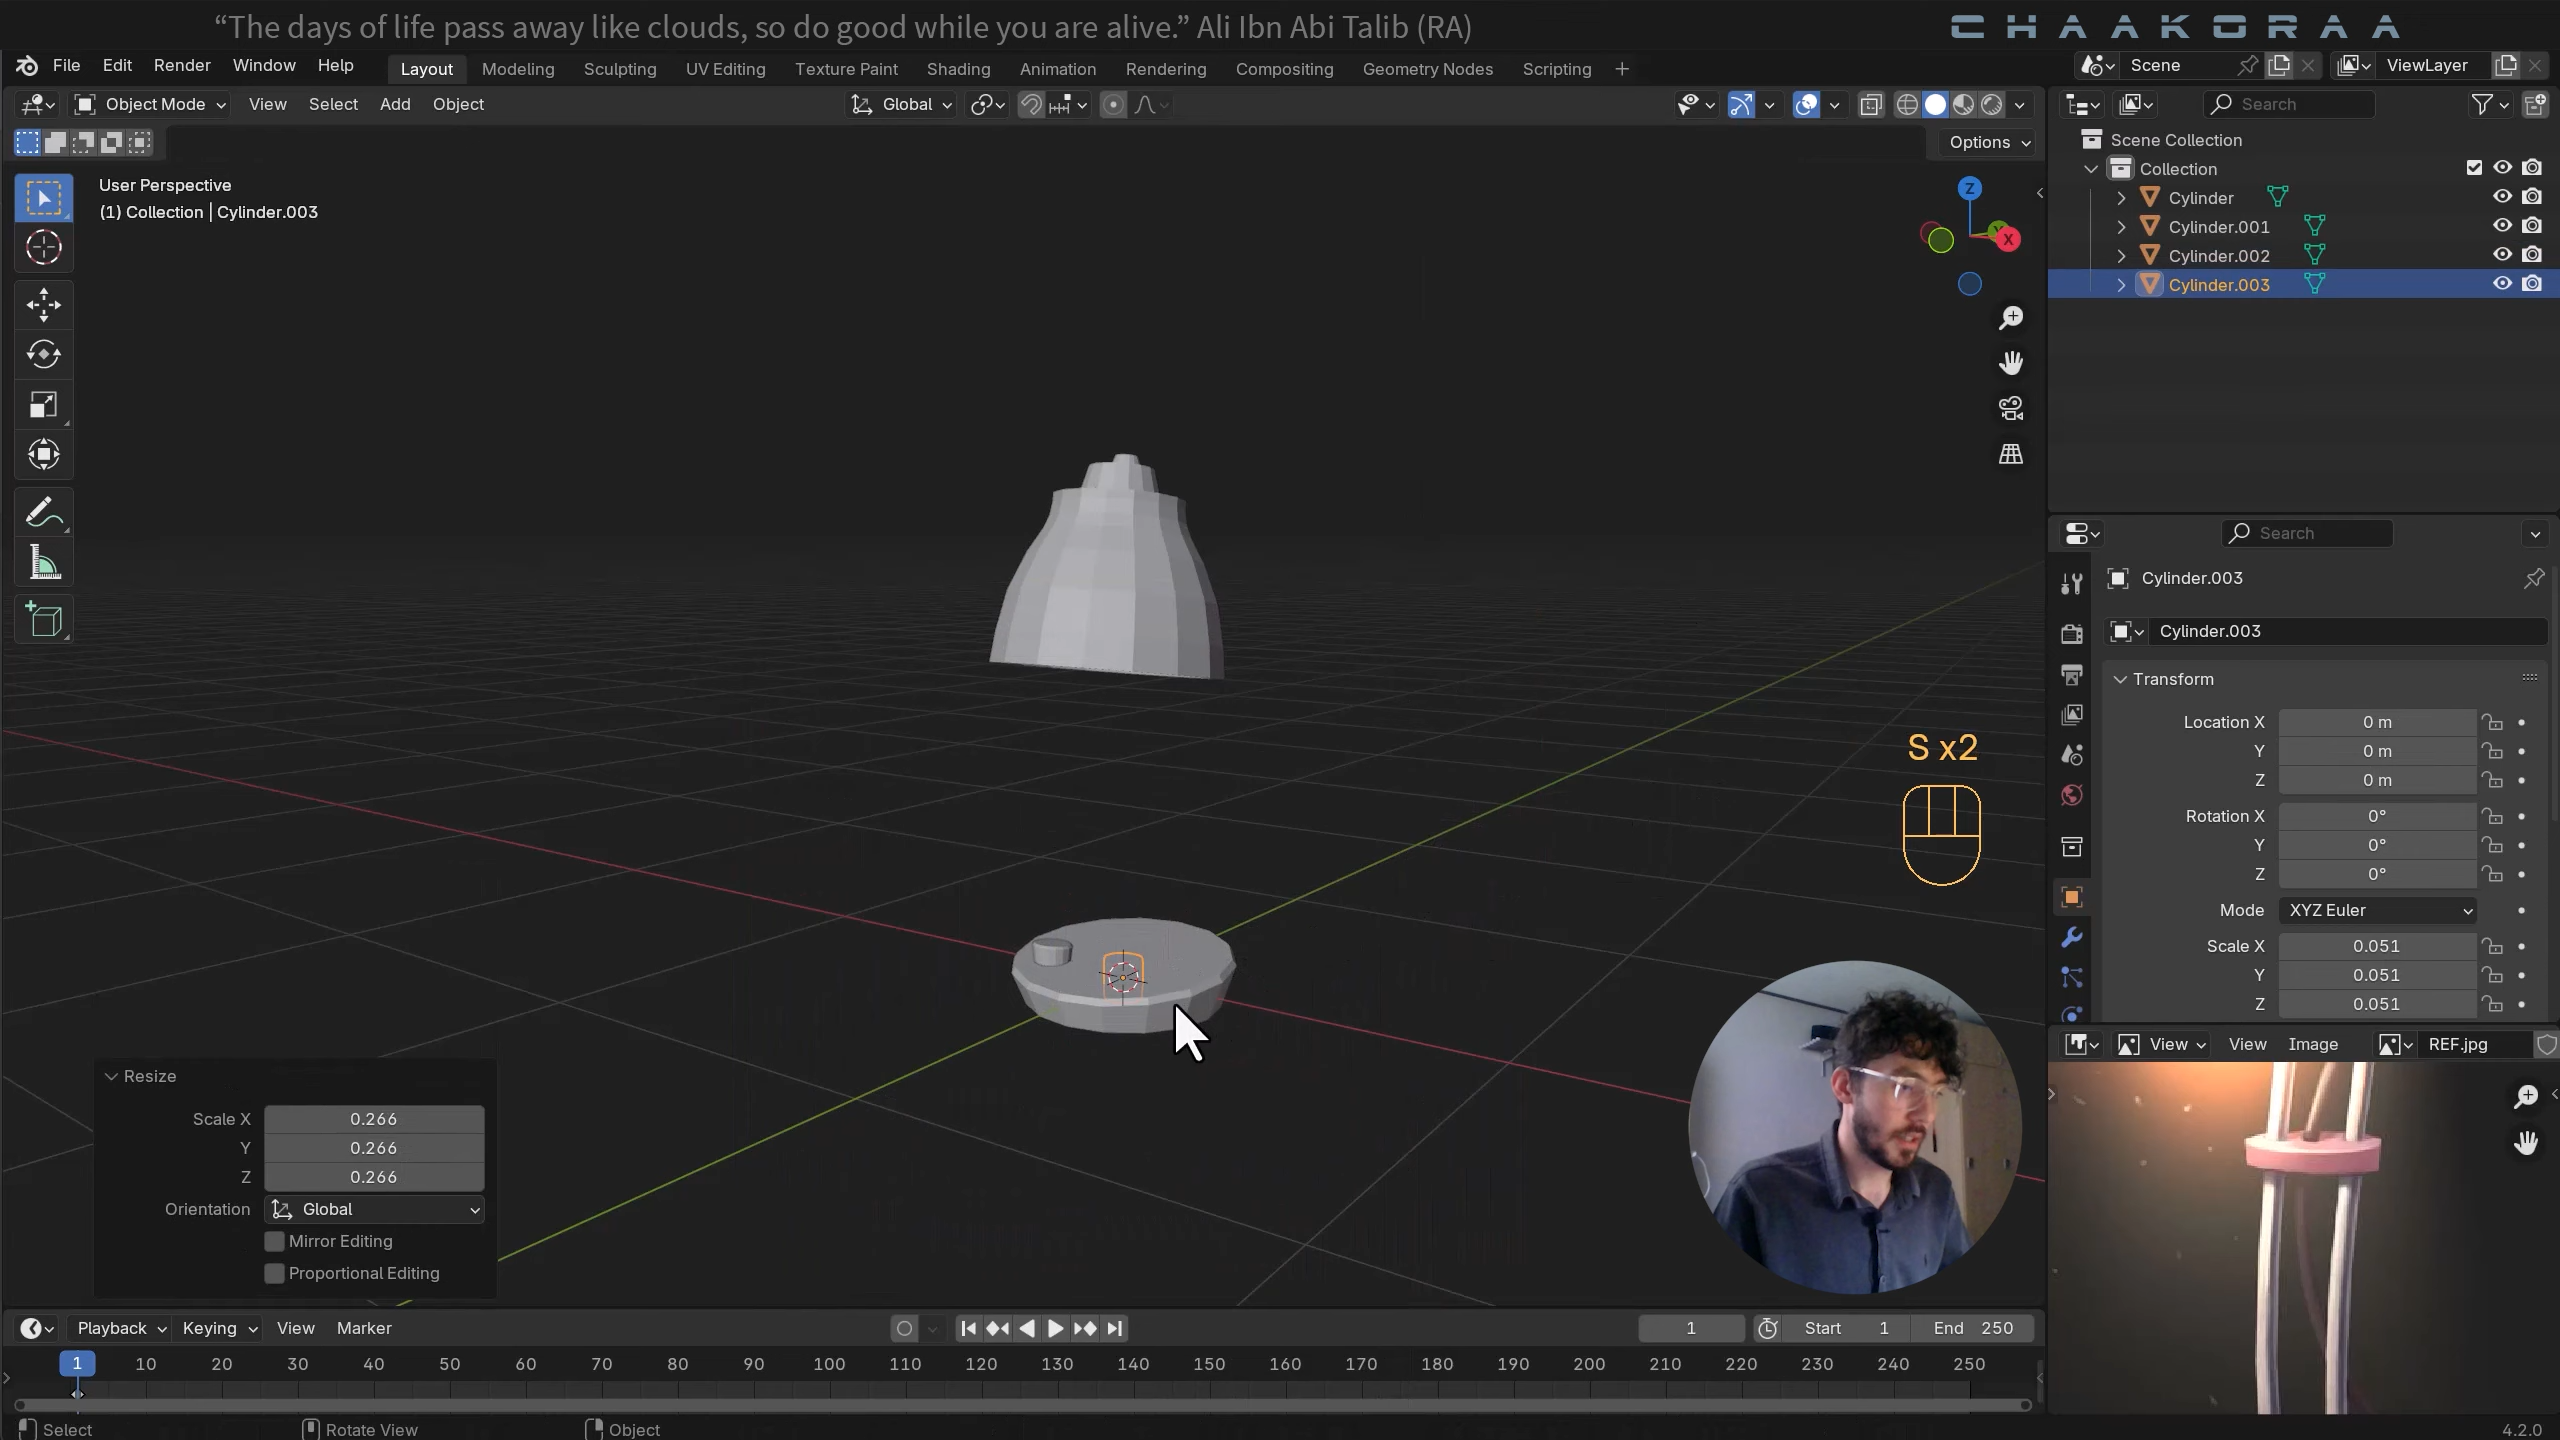 “The days of life pass away like clouds, so do good while you are alive.” Ali Ibn Abi Talib (RA)
CHAAKORAA
File Edit Render Window Help
Layout Modeling Sculpting UV Editing Texture Paint Shading Animation Rendering Compositing Geometry Nodes Scripting +
Scene
ViewLayer
Object Mode View Select Add Object
Global
Search
Options
User Perspective
(1) Collection | Cylinder.003
Z
Y
X
Scene Collection
Collection
Cylinder
Cylinder.001
Cylinder.002
Cylinder.003
Search
Cylinder.003
Cylinder.003
Transform
Location X 0 m
Y 0 m
Z 0 m
Rotation X 0°
Y 0°
Z 0°
Mode XYZ Euler
Scale X 0.051
Y 0.051
Z 0.051
S x2
View View Image REF.jpg
Resize
Scale X 0.266
Y 0.266
Z 0.266
Orientation Global
Mirror Editing
Proportional Editing
Playback Keying View Marker
1 Start 1 End 250
1 10 20 30 40 50 60 70 80 90 100 110 120 130 140 150 160 170 180 190 200 210 220 230 240 250
Select Rotate View Object 4.2.0